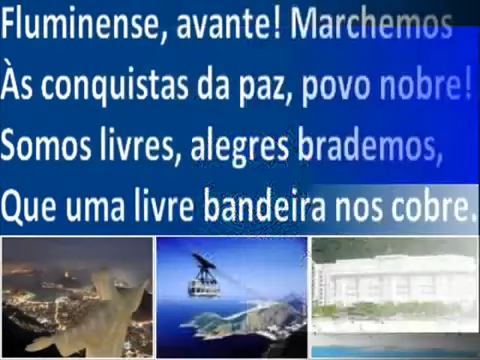 Fluminense, avante! Marchemos
Às conquistas da paz, povo nobre!
Somos livres, alegres brademos,
Que uma livre bandeira nos cobre.